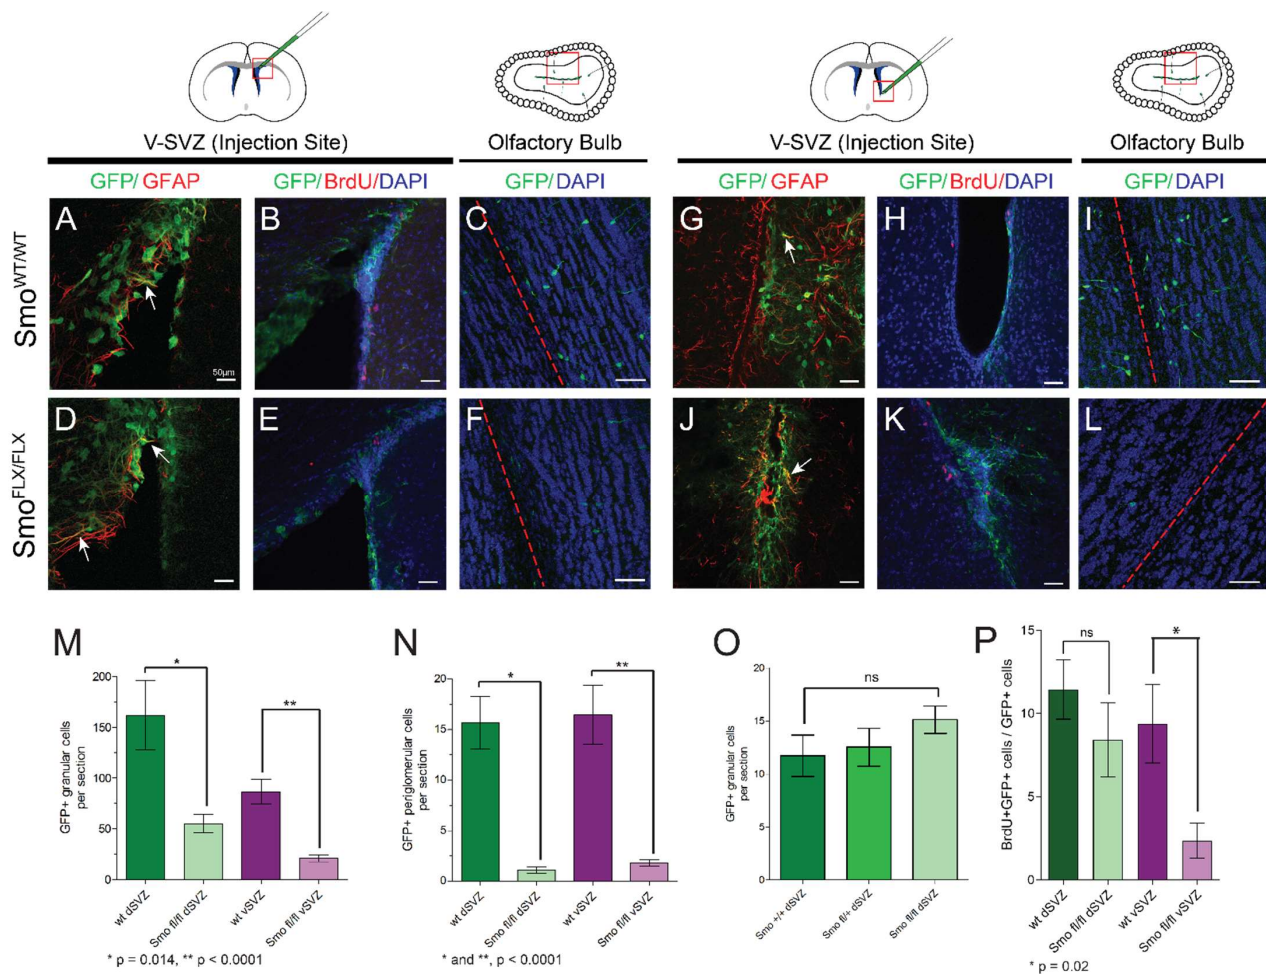 V-SVZ (Injection Site)
Olfactory Bulb
V-SVZ (Injection Site)
Olfactory Bulb
GFP/ GFAP
GFP/BrdU/DAPI
GFP/DAPI
GFP/ GFAP
GFP/BrdU/DAPI
GFP/DAPI
Smo^WT/WT
A
50µm
B
C
G
H
I
Smo^FLX/FLX
D
E
F
J
K
L
M
GFP+ granular cells
per section
200
150
100
50
0
*
**
wt dSVZ
Smo fl/fl dSVZ
wt vSVZ
Smo fl/fl vSVZ
* p = 0.014, ** p < 0.0001
N
GFP+ periglomerular cells
per section
20
15
10
5
0
*
**
wt dSVZ
Smo fl/fl dSVZ
wt vSVZ
Smo fl/fl vSVZ
* and **, p < 0.0001
O
GFP+ granular cells
per section
20
15
10
5
0
ns
Smo +/+ dSVZ
Smo fl/+ dSVZ
Smo fl/fl dSVZ
P
BrdU+GFP+ cells / GFP+ cells
15
10
5
0
ns
*
wt dSVZ
Smo fl/fl dSVZ
wt vSVZ
Smo fl/fl vSVZ
* p = 0.02